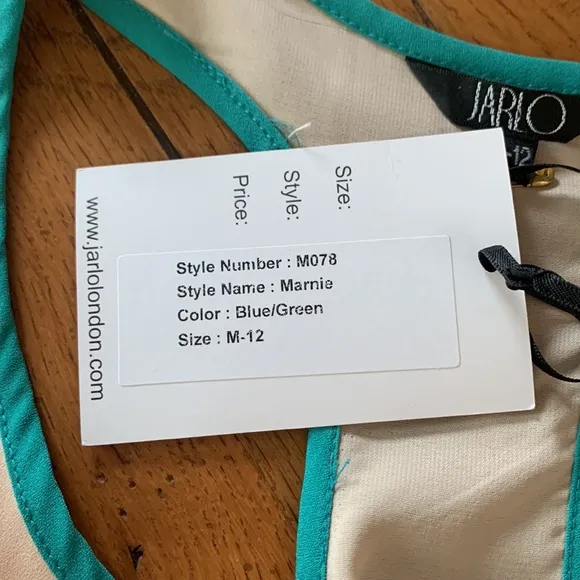 JARLO
-12
Size:
Style:
Price:
www.jarlolondon.com
Style Number : M078
Style Name : Marnie
Color : Blue/Green
Size : M-12